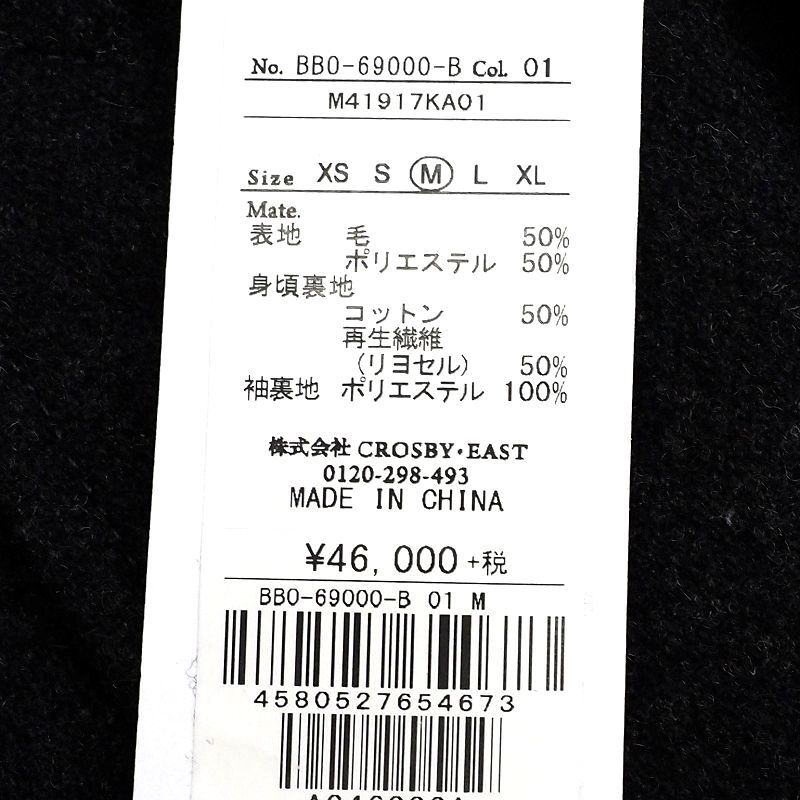 No. BBO-69000-B Col. 01
M41917KA01
Size XS S M L XL
Mate.
表地 毛 50%
ポリエステル 50%
身頃裏地
コットン 50%
再生繊維
(リヨセル) 50%
袖裏地 ポリエステル 100%
株式会社 CROSBY・EAST
0120-298-493
MADE IN CHINA
¥46,000 +税
BBO-69000-B 01 M
4580527654673